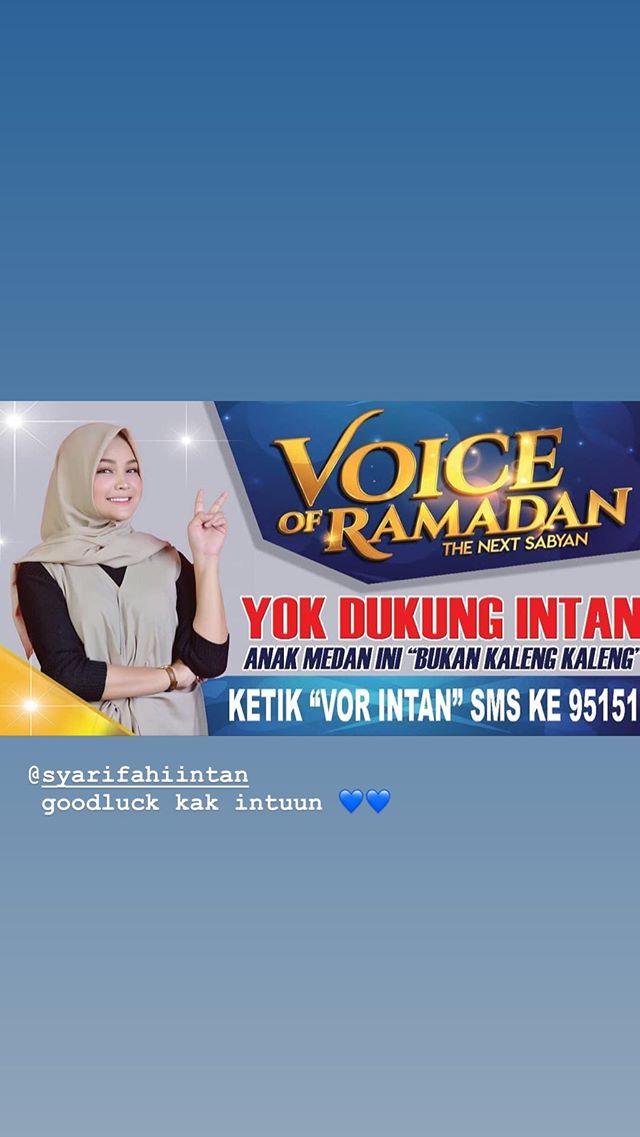 VOICE
OF RAMADAN
THE NEXT SABYAN
YOK DUKUNG INTAN
ANAK MEDAN INI "BUKAN KALENG KALENG"
KETIK “VOR INTAN” SMS KE 95151
@syarifahiintan
goodluck kak intuun 💙💙